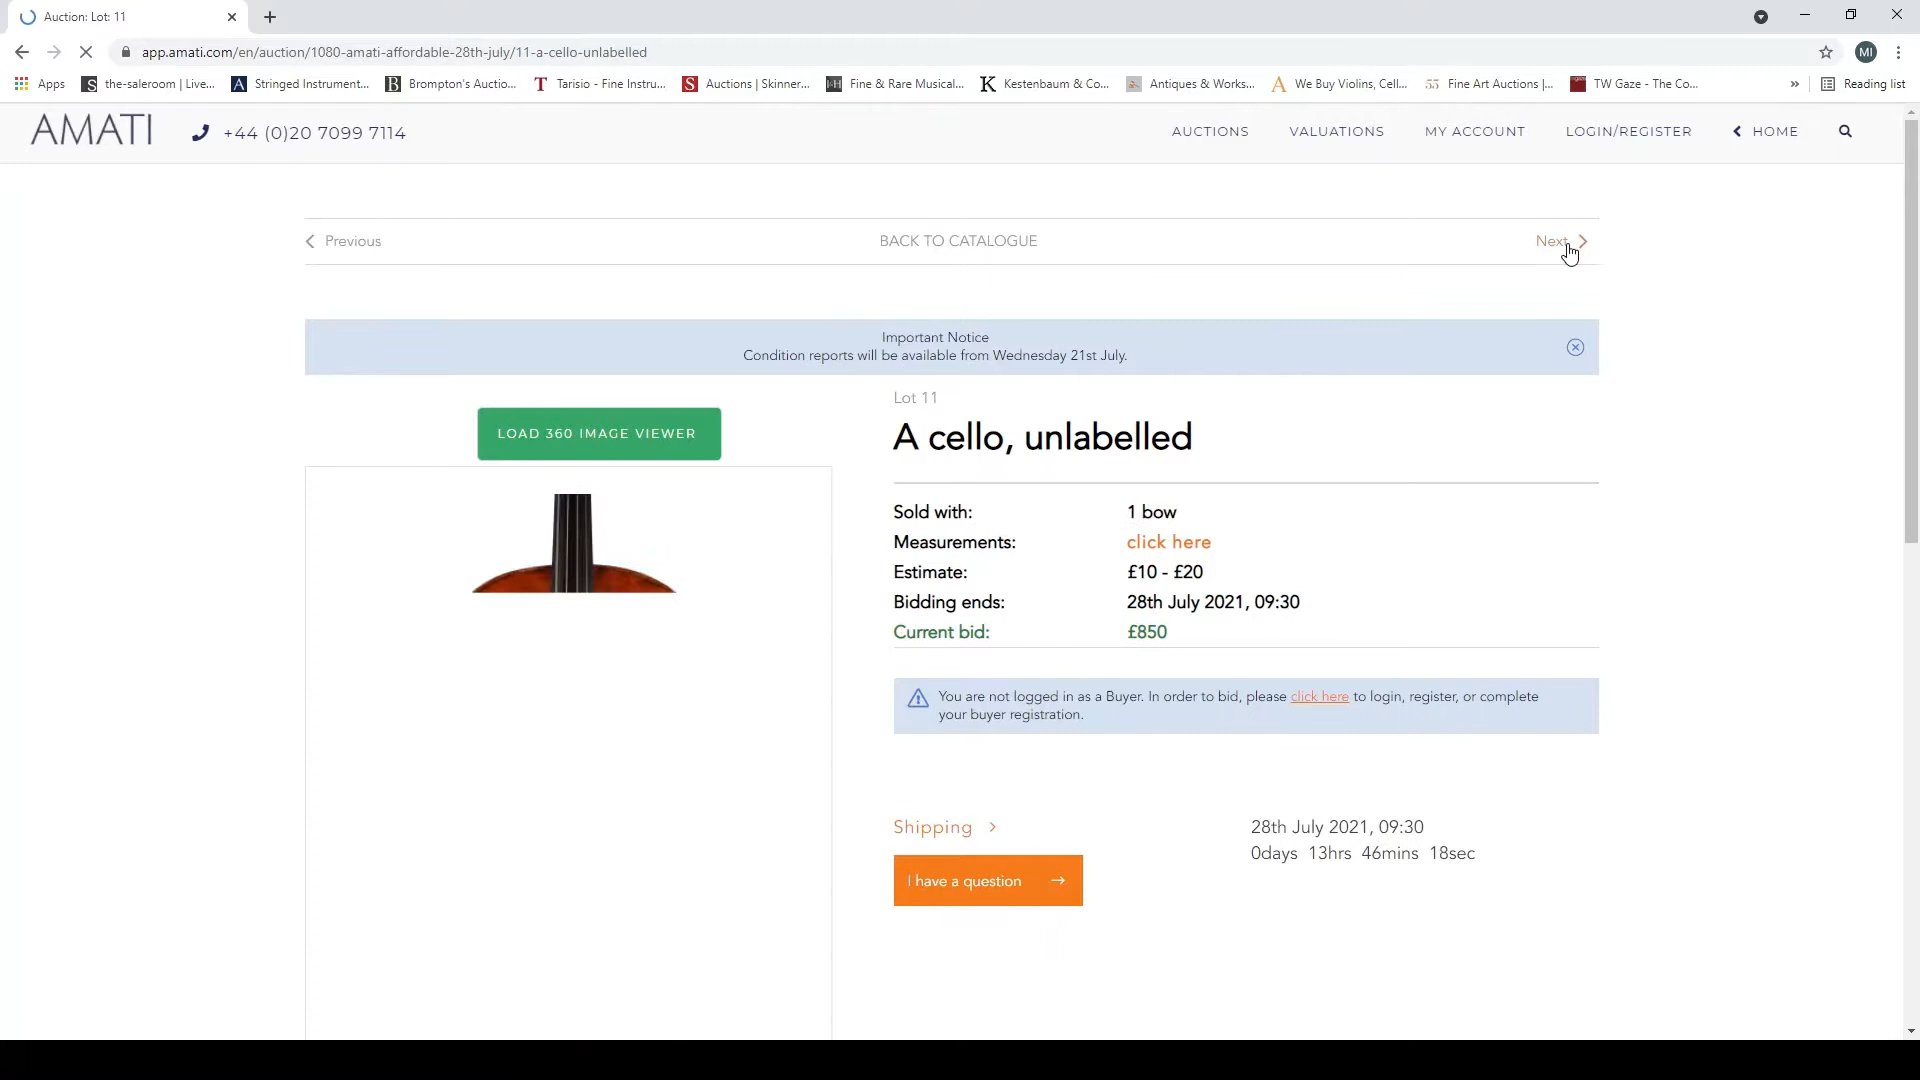 Auction: Lot: 11
app.amati.com/en/auction/1080-amati-affordable-28th-july/11-a-cello-unlabelled
MI
Apps
the-saleroom | Live...
Stringed Instrument...
Brompton's Auctio...
Tarisio - Fine Instru...
Auctions | Skinner...
Fine & Rare Musical...
Kestenbaum & Co...
Antiques & Works...
We Buy Violins, Cell...
Fine Art Auctions |...
TW Gaze - The Co...
»
Reading list
AMATI
+44 (0)20 7099 7114
AUCTIONS
VALUATIONS
MY ACCOUNT
LOGIN/REGISTER
HOME
Previous
BACK TO CATALOGUE
Next
Important Notice
Condition reports will be available from Wednesday 21st July.
LOAD 360 IMAGE VIEWER
Lot 11
A cello, unlabelled
Sold with: 1 bow
Measurements: click here
Estimate: £10 - £20
Bidding ends: 28th July 2021, 09:30
Current bid: £850
You are not logged in as a Buyer. In order to bid, please click here to login, register, or complete
your buyer registration.
Shipping
28th July 2021, 09:30
0days 13hrs 46mins 18sec
I have a question